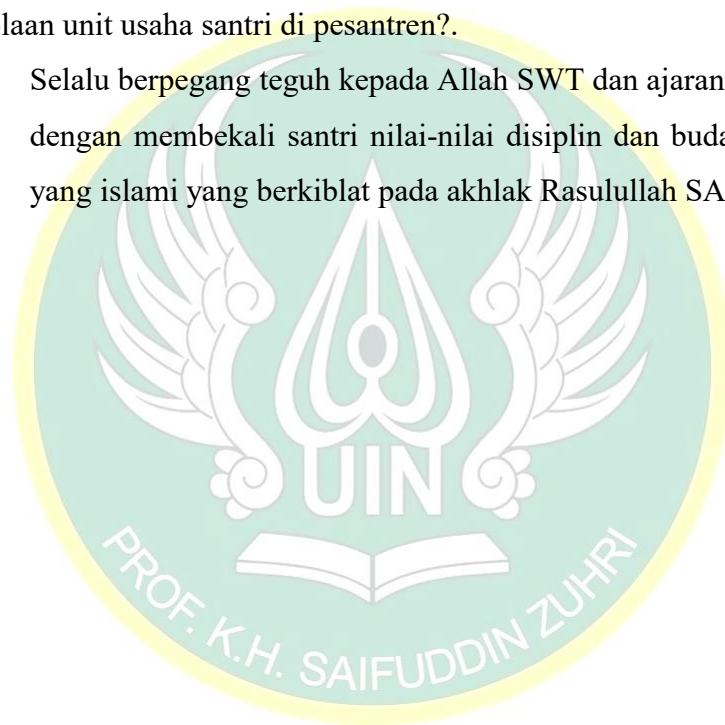 laan unit usaha santri di pesantren?.
Selalu berpegang teguh kepada Allah SWT dan ajaran
dengan membekali santri nilai-nilai disiplin dan buda
yang islami yang berkiblat pada akhlak Rasulullah SA
UIN
PROF. K.H. SAIFUDDIN ZUHRI